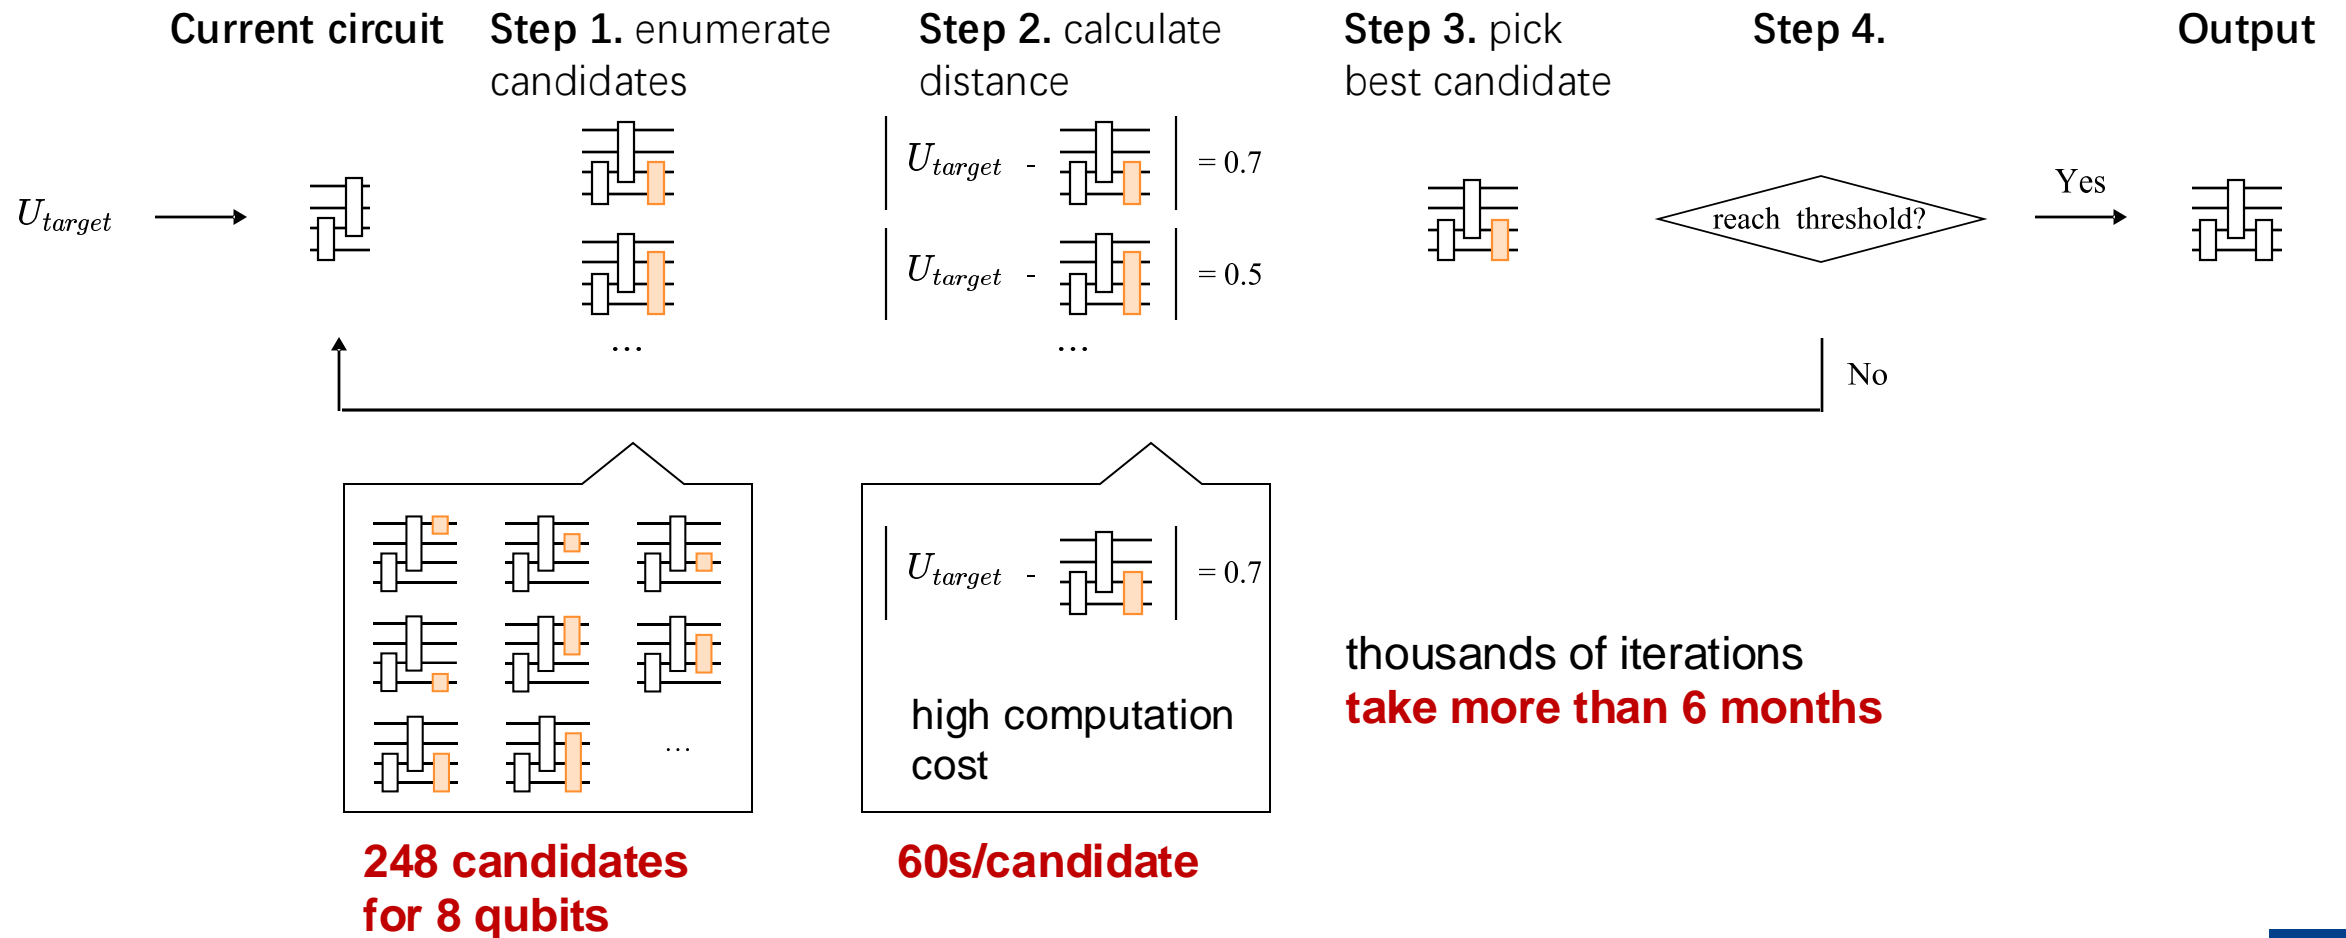 Current circuit
Step 1. enumerate
candidates
Step 2. calculate
distance
Step 3. pick
best candidate
Step 4.
Output
U_target
U_target - = 0.7
U_target - = 0.5
...
...
reach threshold?
Yes
No
...
U_target - = 0.7
high computation
cost
thousands of iterations
take more than 6 months
248 candidates
for 8 qubits
60s/candidate